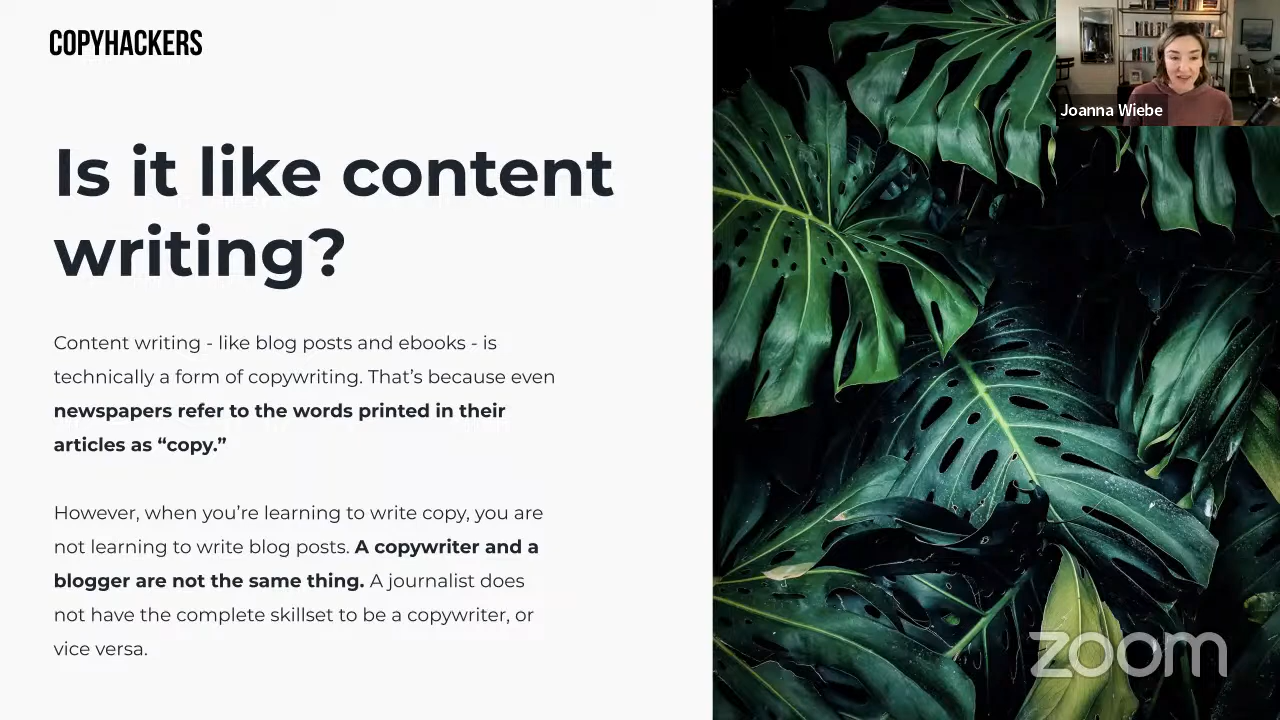 COPYHACKERS
Joanna Wiebe
Is it like content
writing?
Content writing - like blog posts and ebooks - is
technically a form of copywriting. That’s because even
newspapers refer to the words printed in their
articles as “copy.”
However, when you’re learning to write copy, you are
not learning to write blog posts. A copywriter and a
blogger are not the same thing. A journalist does
not have the complete skillset to be a copywriter, or
vice versa.
zoom